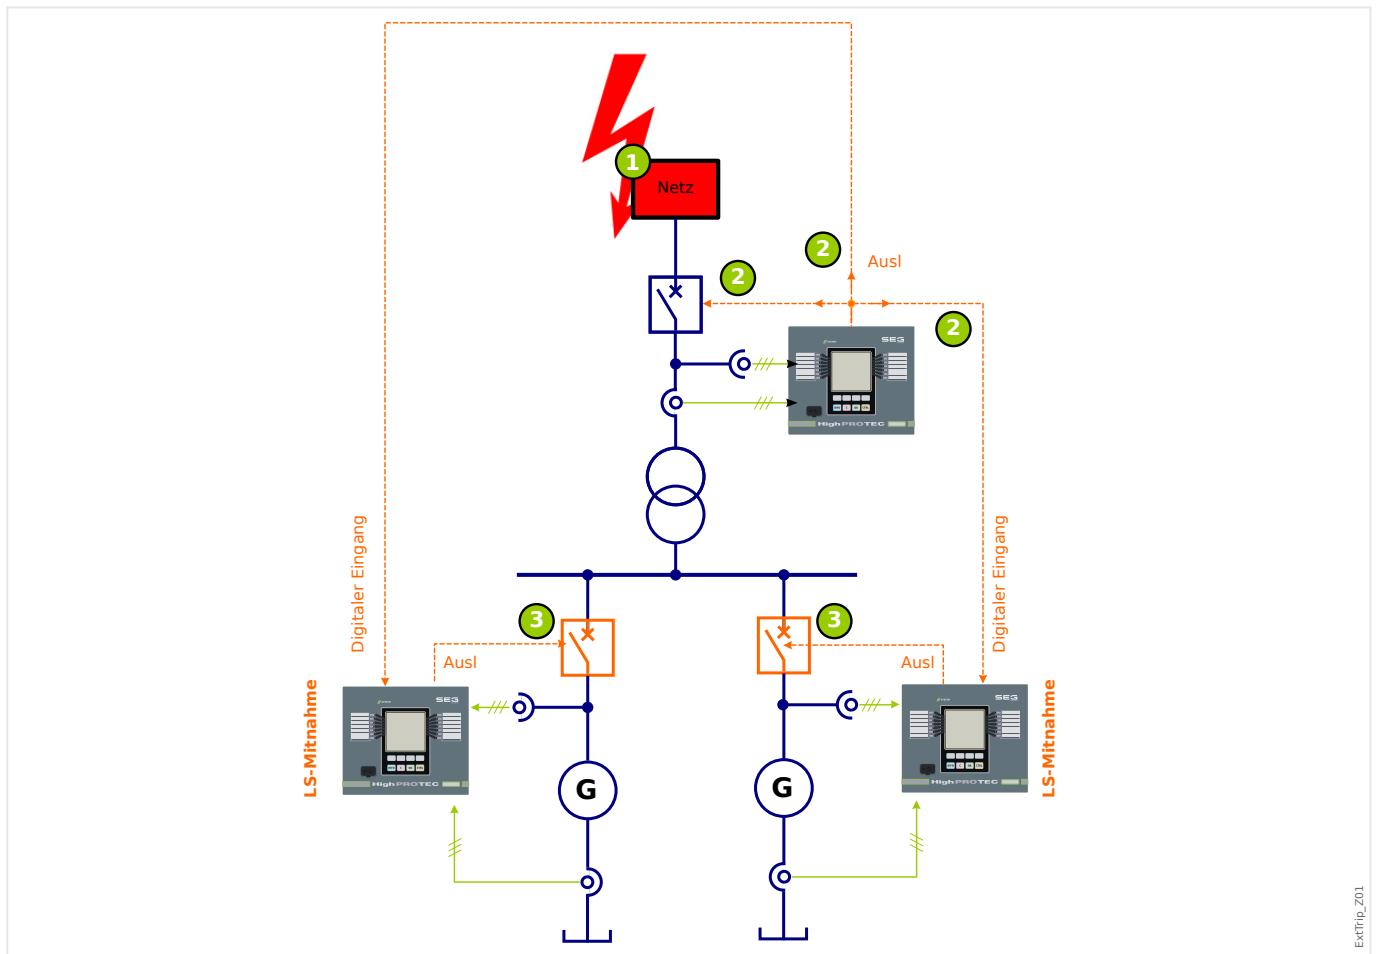 1
Netz
2
Ausl
2
2
SEG
HighPROTEC
Digitaler Eingang
Digitaler Eingang
3
3
Ausl
Ausl
LS-Mitnahme
SEG
HighPROTEC
SEG
HighPROTEC
LS-Mitnahme
G
G
ExtTrip_Z01